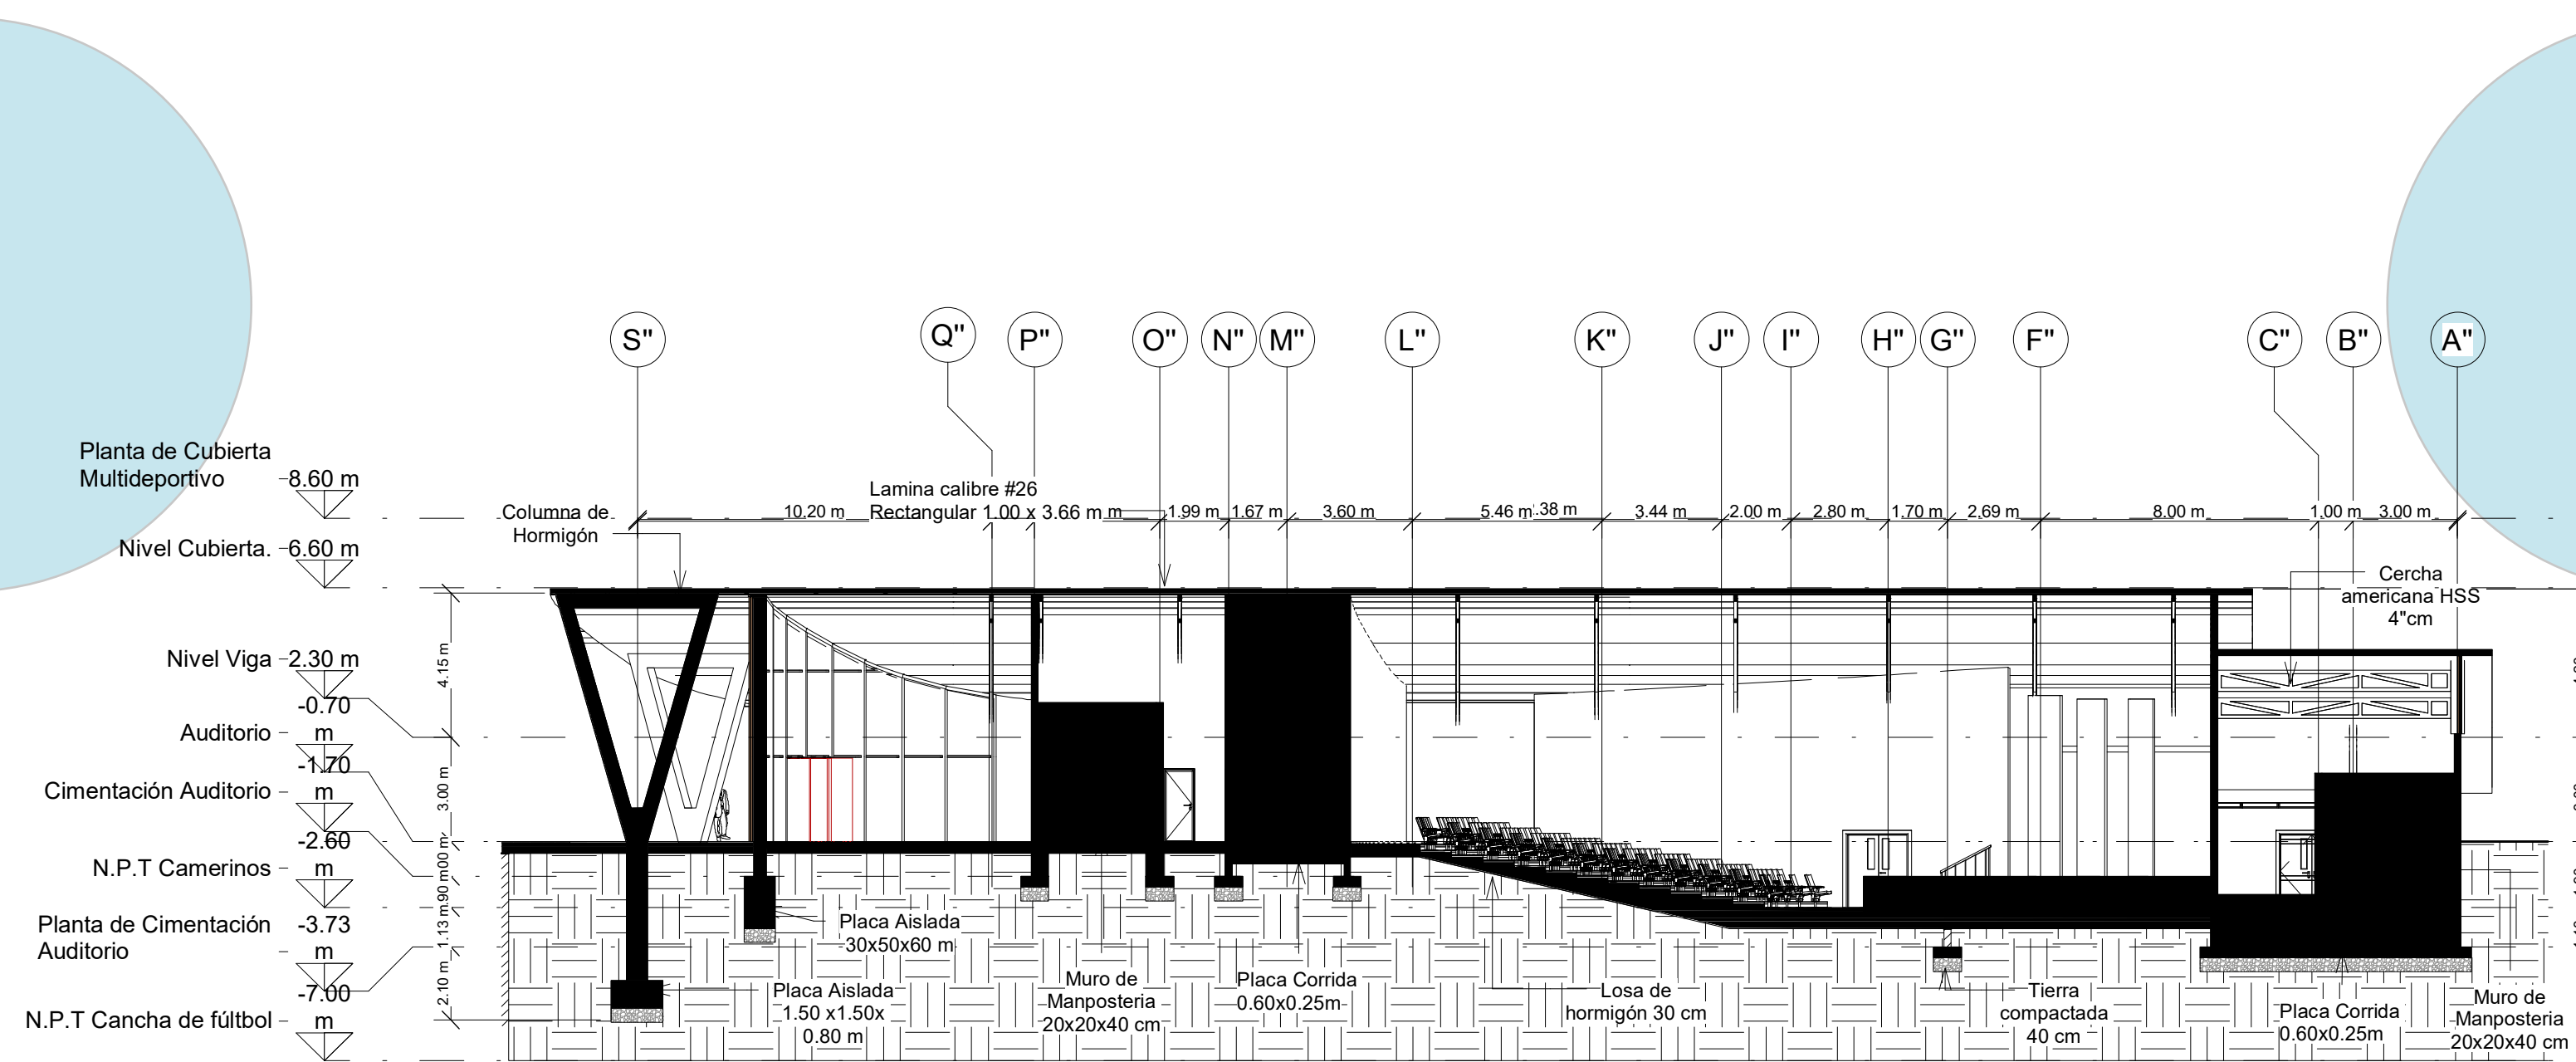 S"
Q"
P"
O"
N"
M"
L"
K"
J"
I"
H"
G"
F"
C"
B"
A"
Planta de Cubierta
Multideportivo
8.60 m
Nivel Cubierta.
6.60 m
Nivel Viga
2.30 m
Auditorio
-0.70
m
Cimentación Auditorio
-1.70
m
N.P.T Camerinos
-2.60
m
Planta de Cimentación
Auditorio
-3.73
m
N.P.T Cancha de fúltbol
-7.00
m
Columna de
Hormigón
Lamina calibre #26
Rectangular 1.00 x 3.66 m
10.20 m
m
1.99 m
1.67 m
3.60 m
5.46 m
.38 m
3.44 m
2.00 m
2.80 m
1.70 m
2.69 m
8.00 m
1.00 m
3.00 m
Cercha
americana HSS
4"cm
4.15 m
3.00 m
00 m
.90 m
1.13 m
2.10 m
Placa Aislada
30x50x60 m
Placa Aislada
1.50 x1.50x
0.80 m
Muro de
Manposteria
20x20x40 cm
Placa Corrida
0.60x0.25m
Losa de
hormigón 30 cm
Tierra
compactada
40 cm
Placa Corrida
0.60x0.25m
Muro de
Manposteria
20x20x40 cm